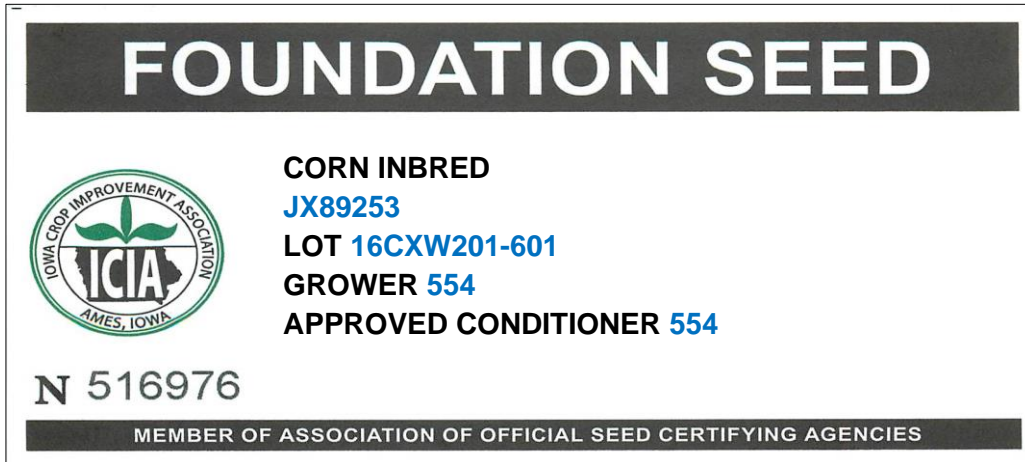 FOUNDATION SEED
IOWA CROP IMPROVEMENT ASSOCIATION
ICIA
AMES, IOWA
CORN INBRED
JX89253
LOT 16CXW201-601
GROWER 554
APPROVED CONDITIONER 554
N 516976
MEMBER OF ASSOCIATION OF OFFICIAL SEED CERTIFYING AGENCIES